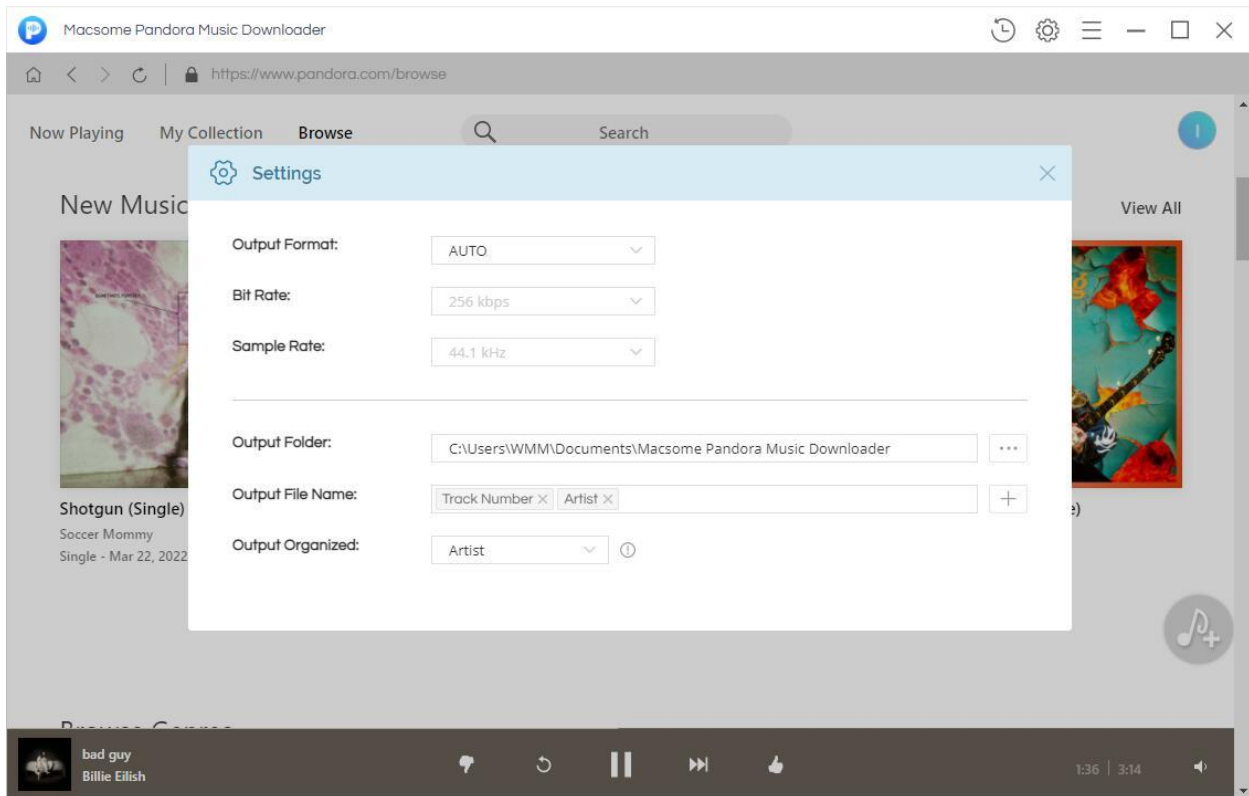 Macsome Pandora Music Downloader
https://www.pandora.com/browse
Now Playing My Collection Browse Search
Settings
New Music
View All
Output Format: AUTO
Bit Rate: 256 kbps
Sample Rate: 44.1 kHz
Output Folder: C:\Users\WMM\Documents\Macsome Pandora Music Downloader ...
Output File Name: Track Number × Artist × +
Output Organized: Artist
Shotgun (Single)
Soccer Mommy
Single - Mar 22, 2022
bad guy
Billie Eilish
1:36 | 3:14